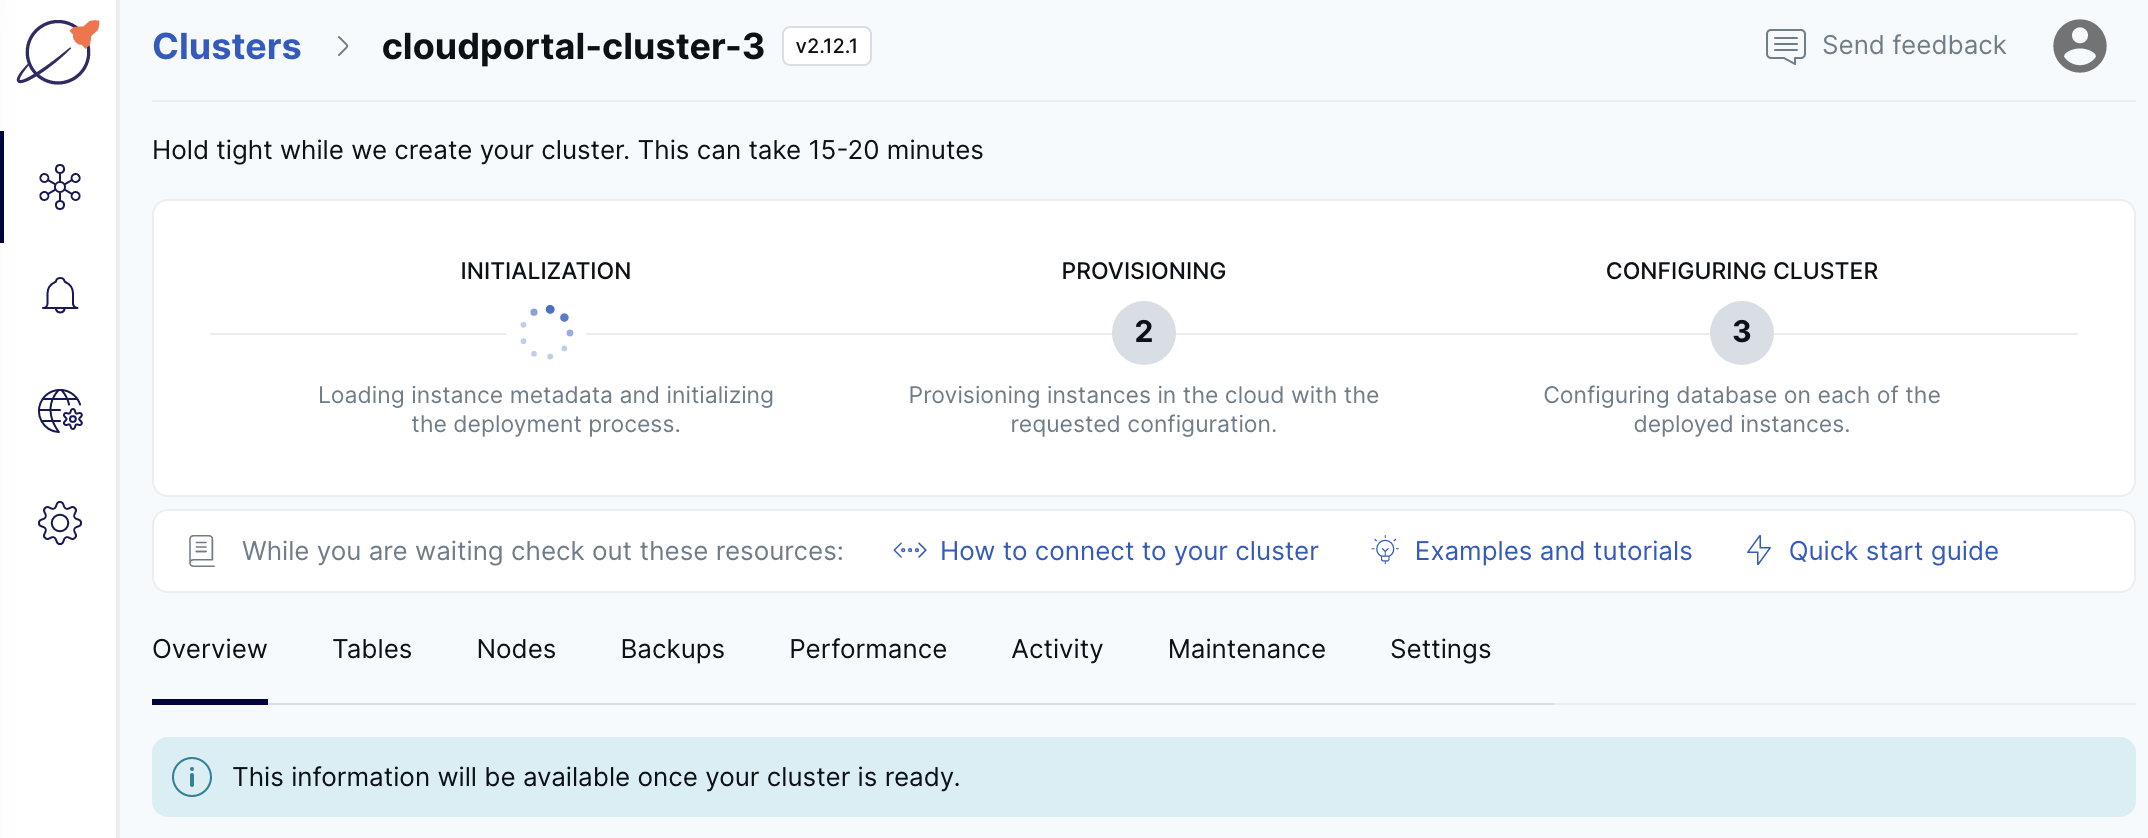 Clusters > cloudportal-cluster-3 v2.12.1 Send feedback
Hold tight while we create your cluster. This can take 15-20 minutes
INITIALIZATION
Loading instance metadata and initializing
the deployment process.
PROVISIONING
2
Provisioning instances in the cloud with the
requested configuration.
CONFIGURING CLUSTER
3
Configuring database on each of the
deployed instances.
While you are waiting check out these resources: How to connect to your cluster Examples and tutorials Quick start guide
Overview Tables Nodes Backups Performance Activity Maintenance Settings
This information will be available once your cluster is ready.